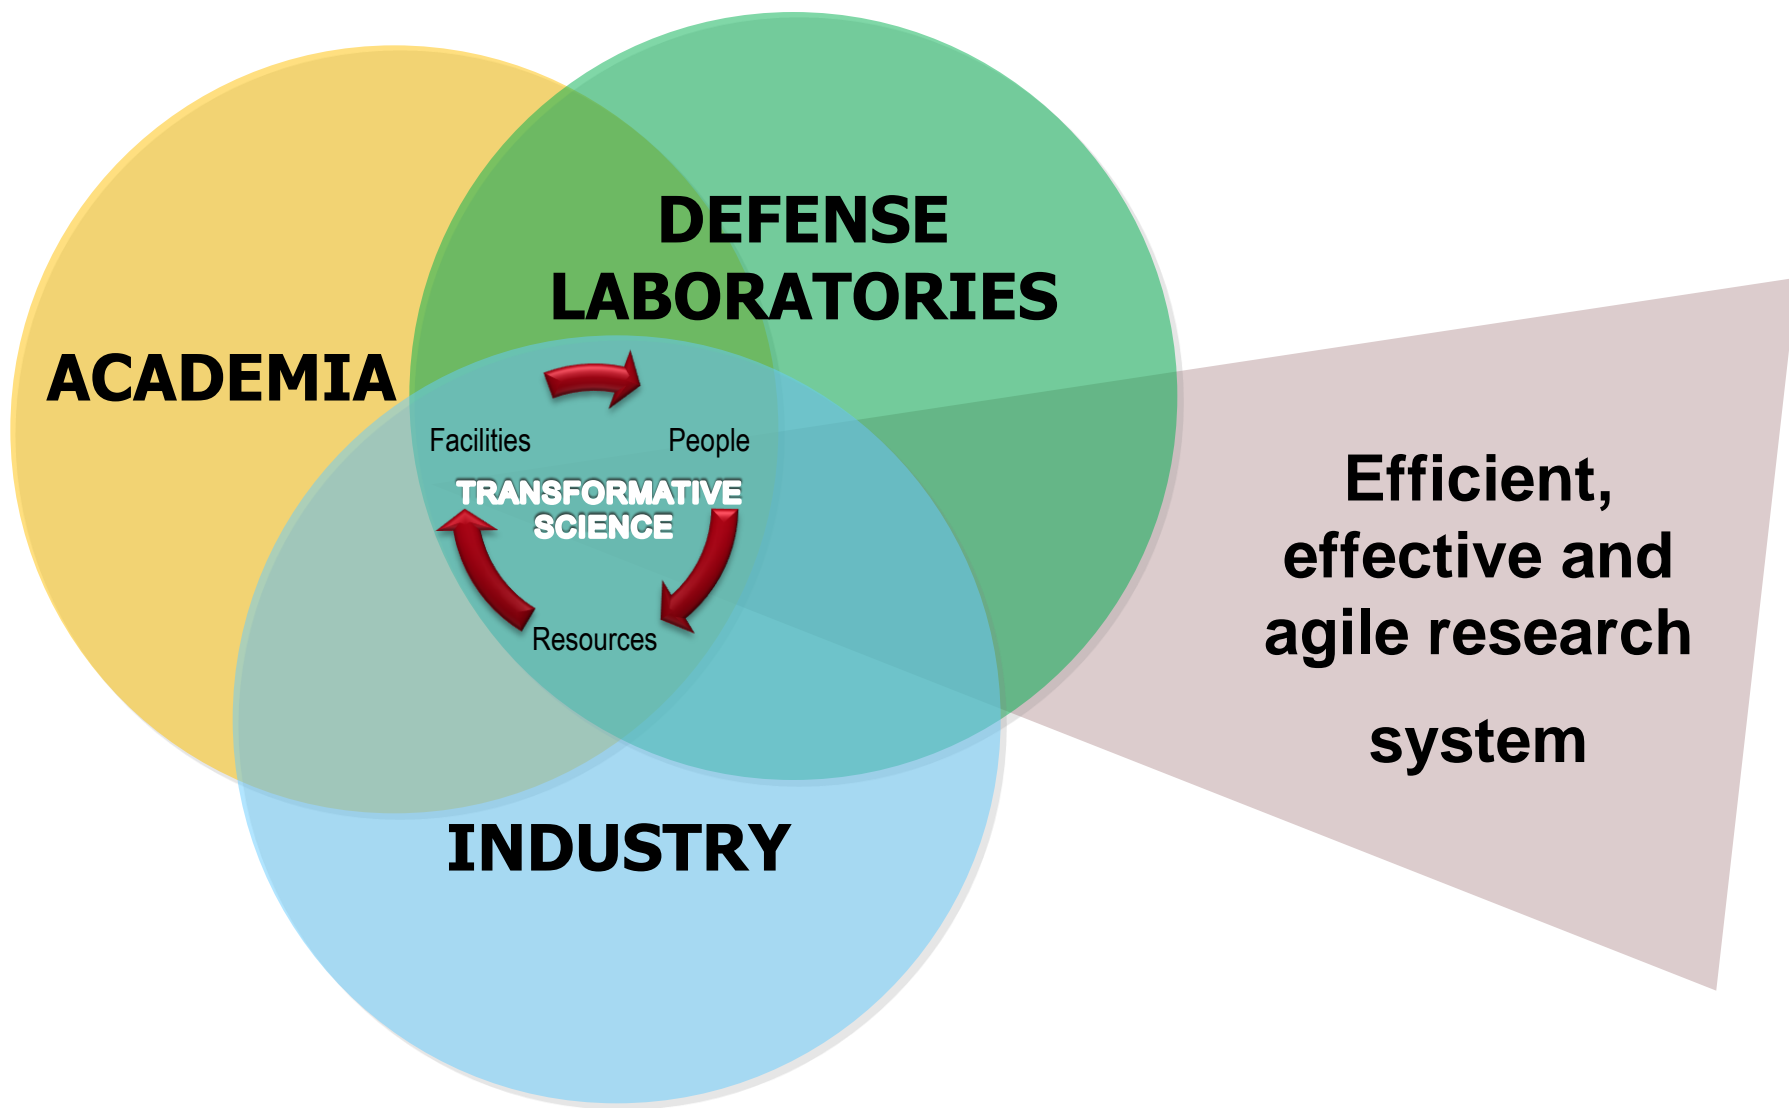 DEFENSE
LABORATORIES
ACADEMIA
Facilities
People
TRANSFORMATIVE
SCIENCE
Resources
INDUSTRY
Efficient,
effective and
agile research
system